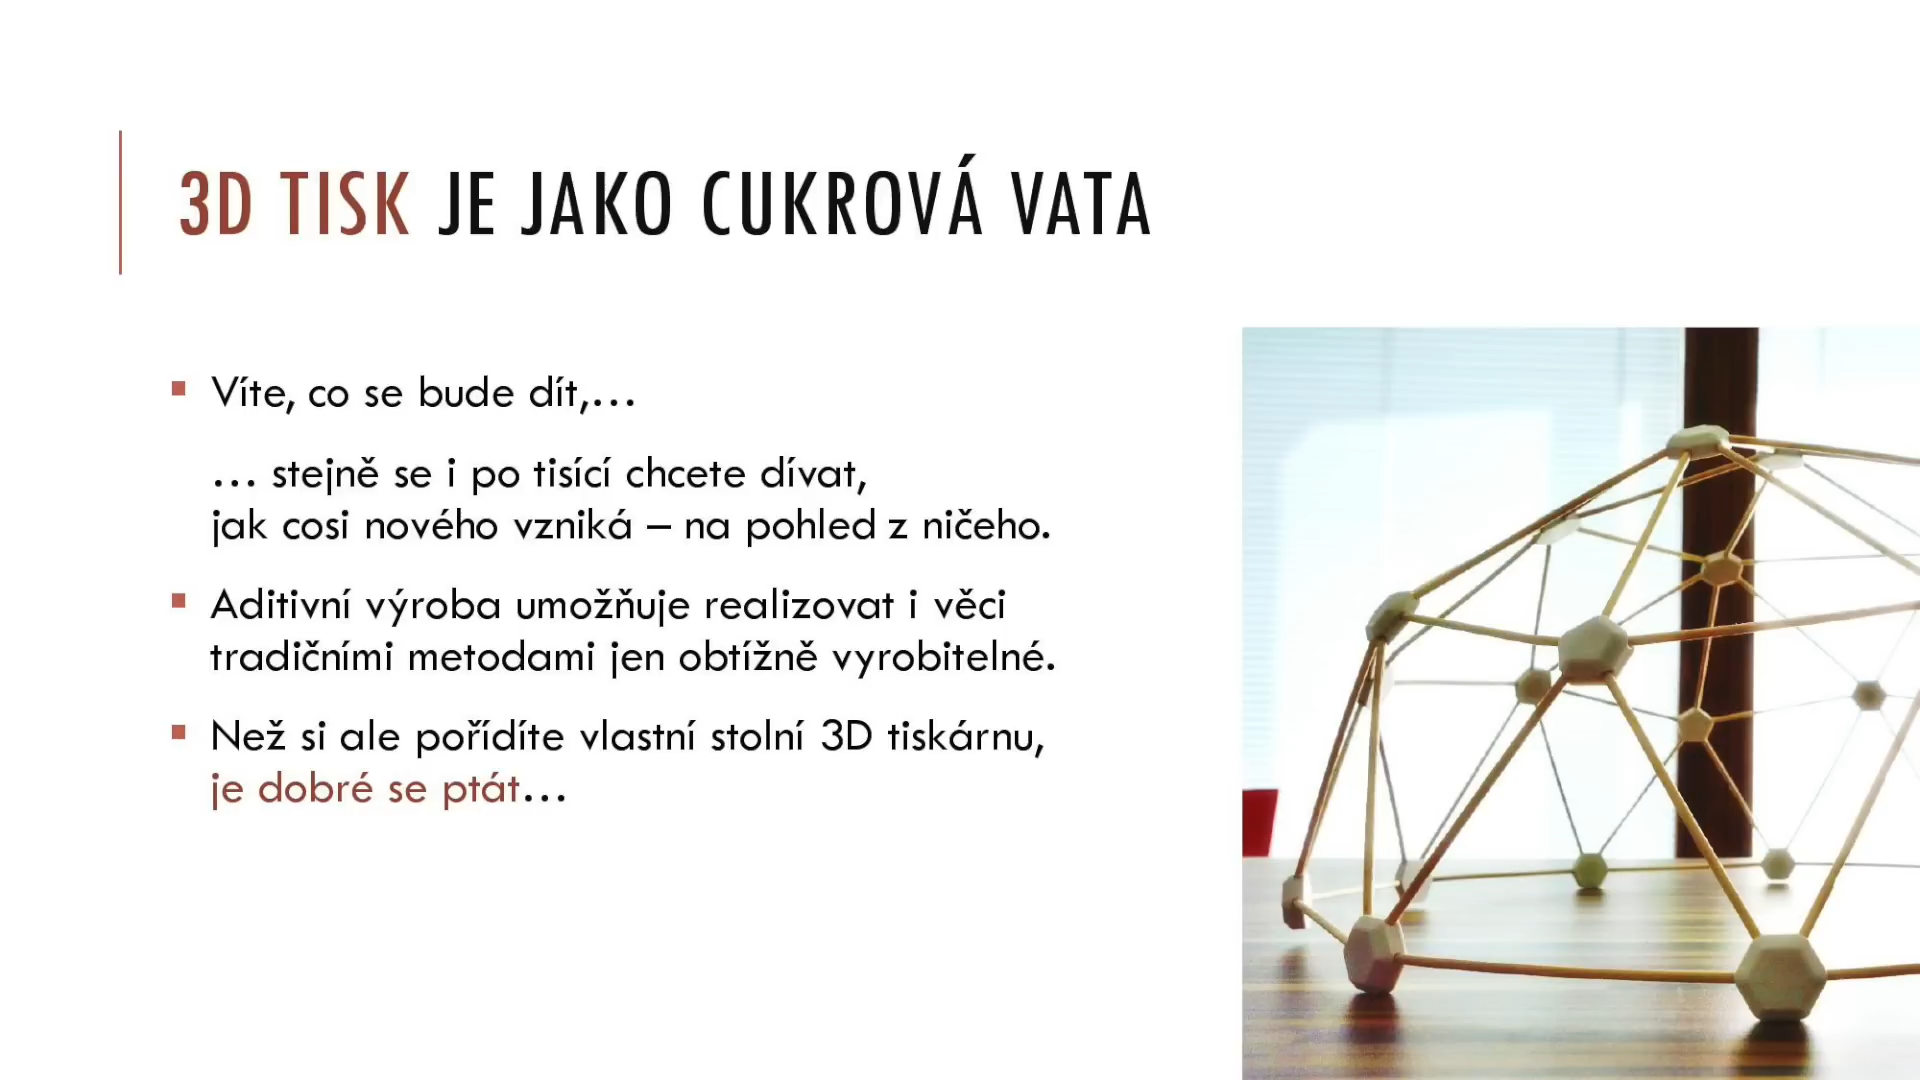 3D TISK JE JAKO CUKROVÁ VATA
Víte, co se bude dít,…
… stejně se i po tisící chcete dívat,
jak cosi nového vzniká – na pohled z ničeho.
Aditivní výroba umožňuje realizovat i věci
tradičními metodami jen obtížně vyrobitelné.
Než si ale pořídíte vlastní stolní 3D tiskárnu,
je dobré se ptát…